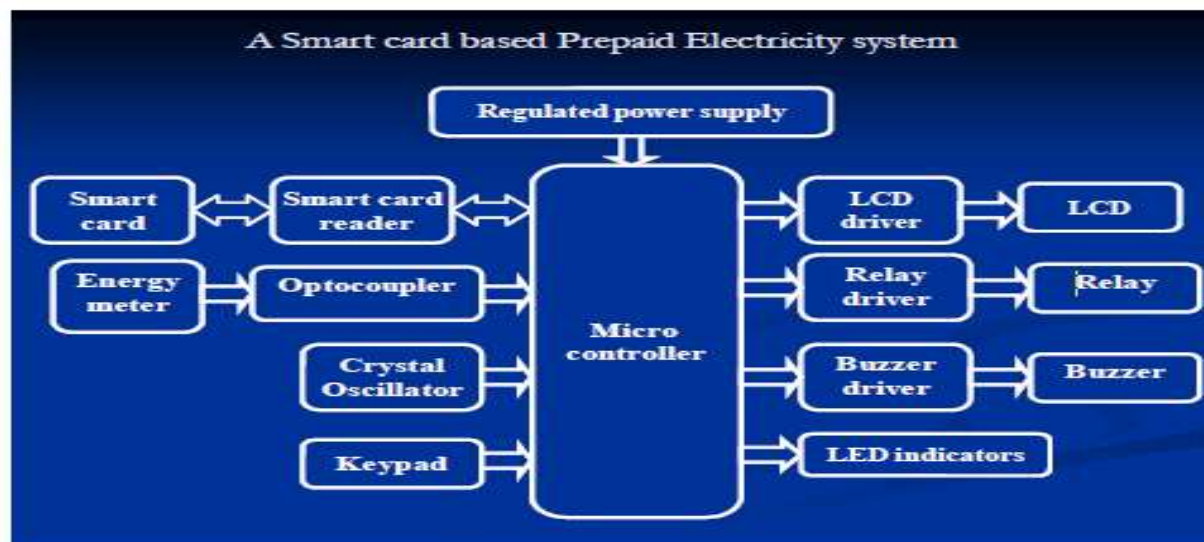 A Smart card based Prepaid Electricity system
Regulated power supply
Smart
card
Smart card
reader
LCD
driver
LCD
Energy
meter
Optocoupler
Relay
driver
Relay
Micro
controller
Crystal
Oscillator
Buzzer
driver
Buzzer
Keypad
LED indicators